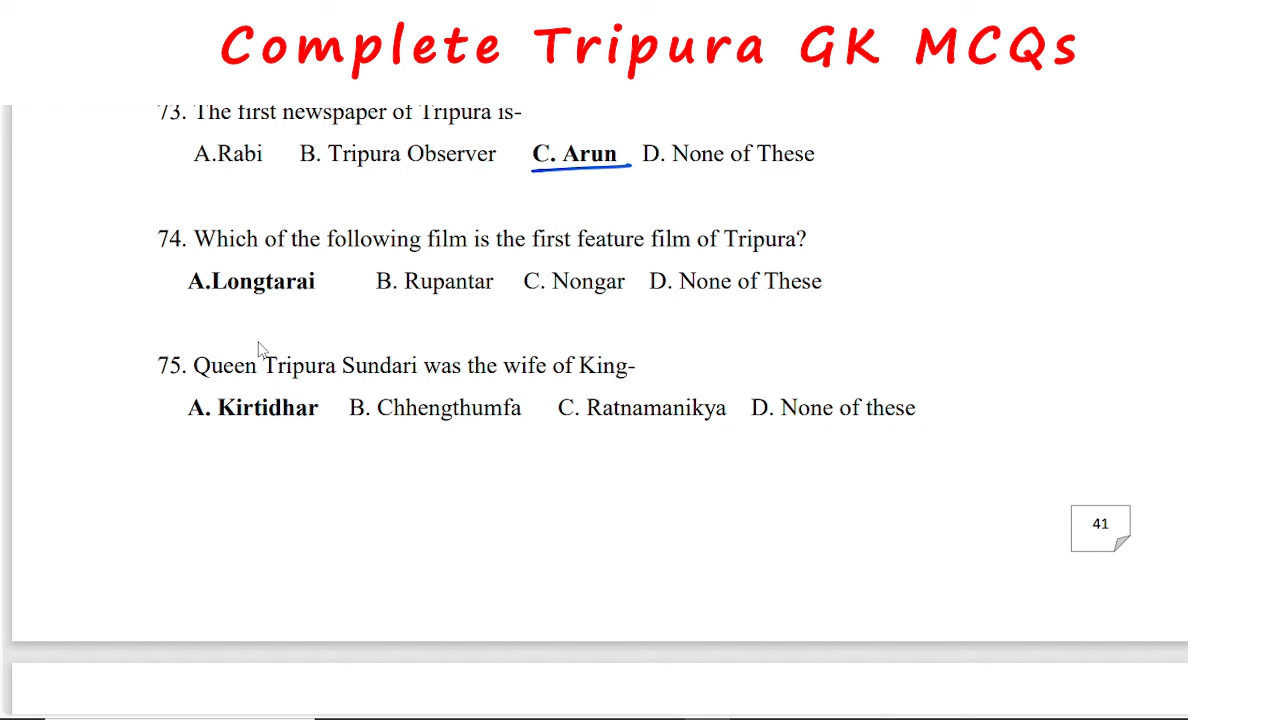 Complete Tripura GK MCQs
73. The first newspaper of Tripura is-
A.Rabi B. Tripura Observer C. Arun D. None of These
74. Which of the following film is the first feature film of Tripura?
A.Longtarai B. Rupantar C. Nongar D. None of These
75. Queen Tripura Sundari was the wife of King-
A. Kirtidhar B. Chhengthumfa C. Ratnamanikya D. None of these
41